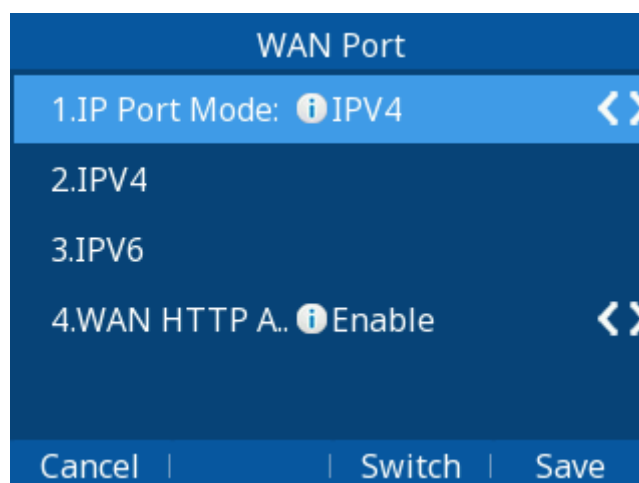 WAN Port
1.IP Port Mode: IPV4
2.IPV4
3.IPV6
4.WAN HTTP A.. Enable
Cancel Switch Save